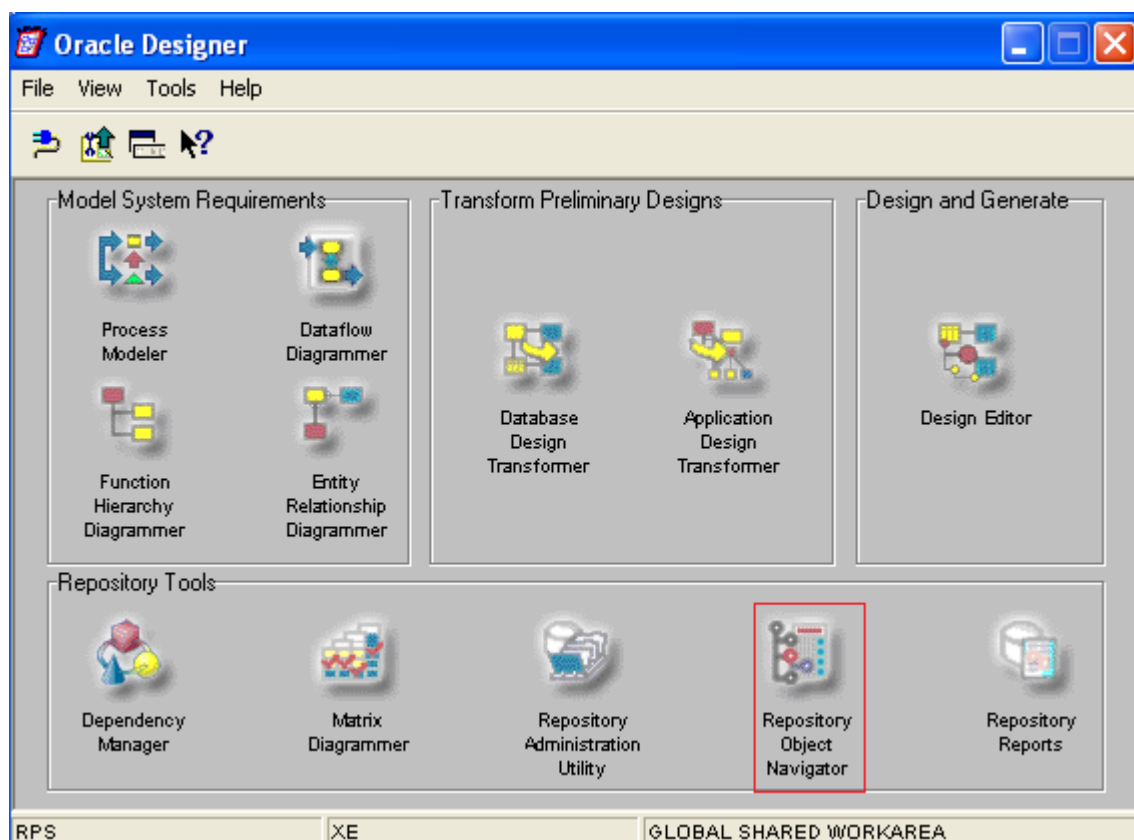 Oracle Designer
File View Tools Help
Model System Requirements
Process
Modeler
Dataflow
Diagrammer
Function
Hierarchy
Diagrammer
Entity
Relationship
Diagrammer
Transform Preliminary Designs
Database
Design
Transformer
Application
Design
Transformer
Design and Generate
Design Editor
Repository Tools
Dependency
Manager
Matrix
Diagrammer
Repository
Administration
Utility
Repository
Object
Navigator
Repository
Reports
RPS XE GLOBAL SHARED WORKAREA